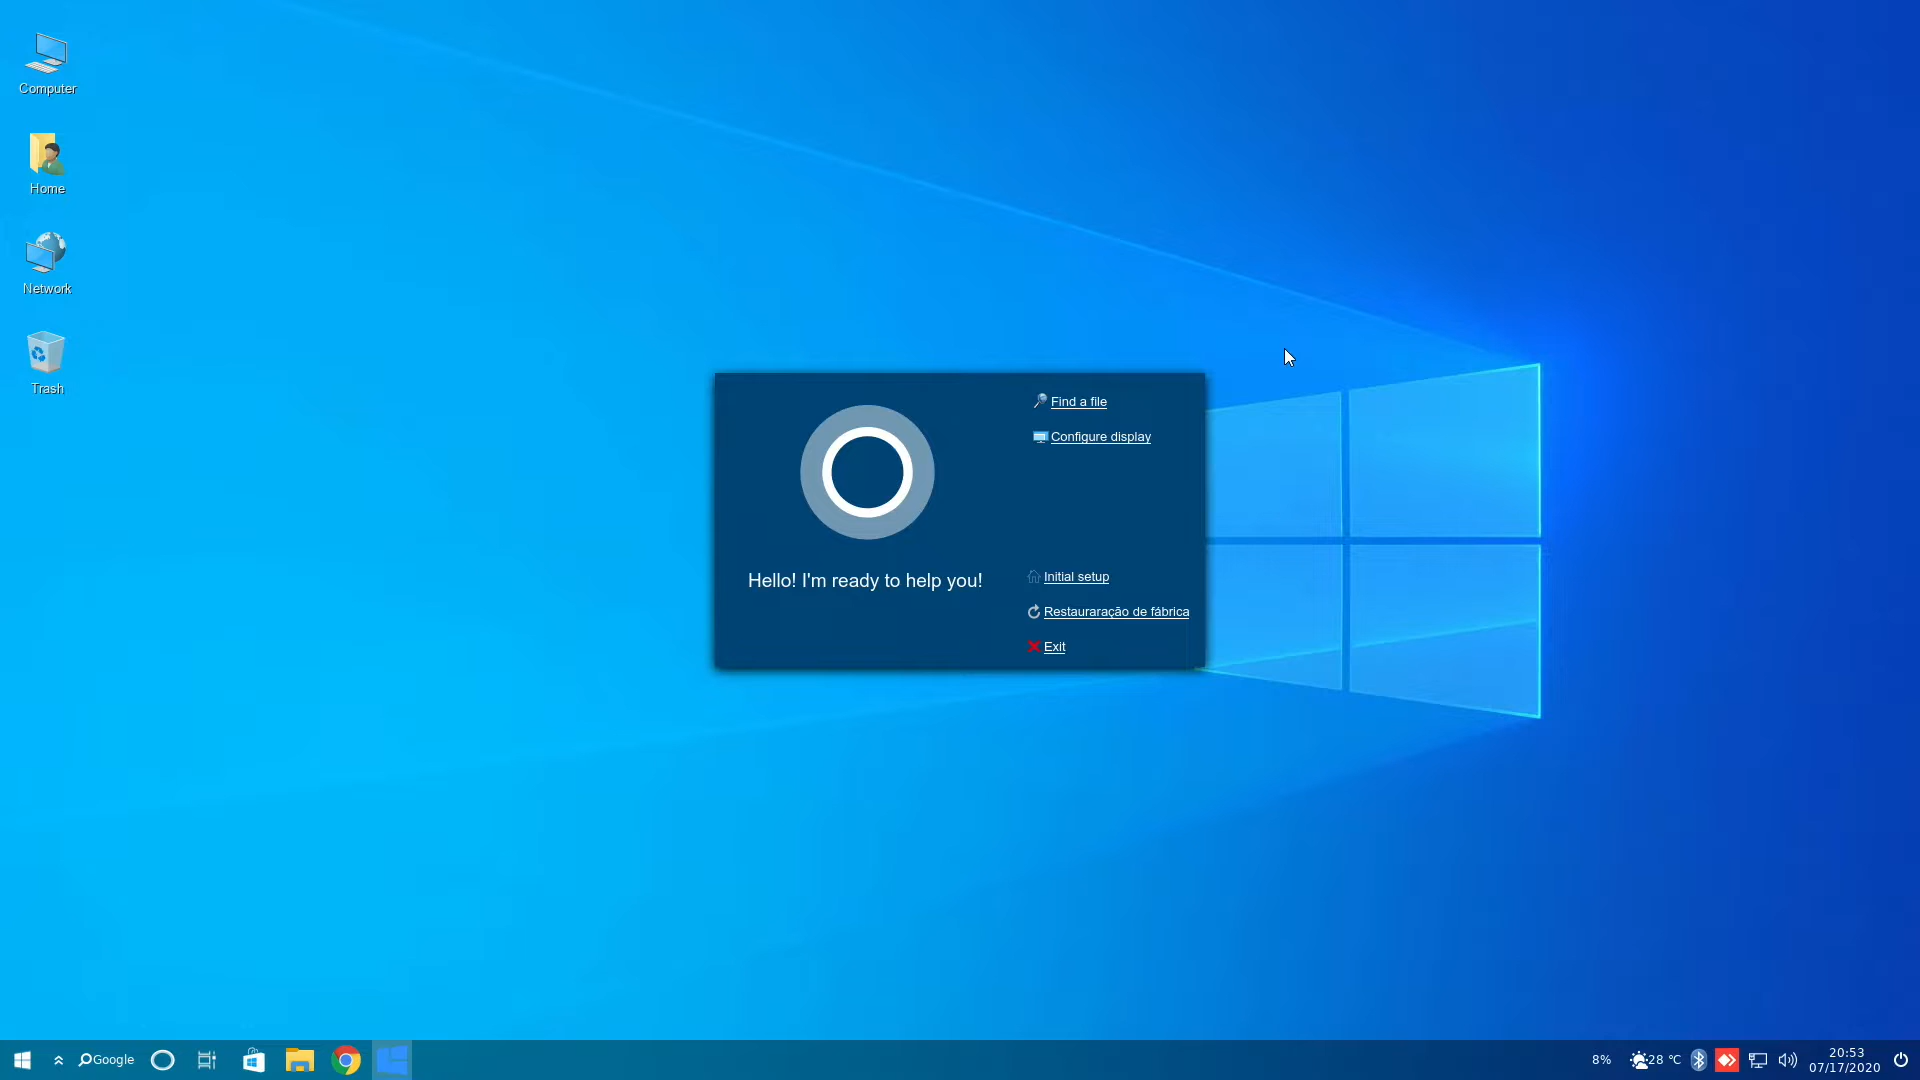 Computer
Home
Network
Trash
Find a file
Configure display
Hello! I'm ready to help you!
Initial setup
Restauraração de fábrica
Exit
Google
8%
28 °C
20:53
07/17/2020